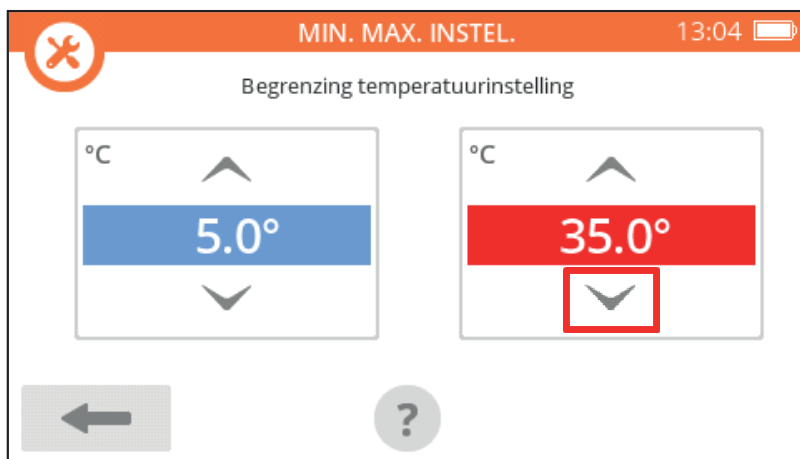 MIN. MAX. INSTEL. 13:04
Begrenzing temperatuurinstelling
°C °C
5.0° 35.0°
?